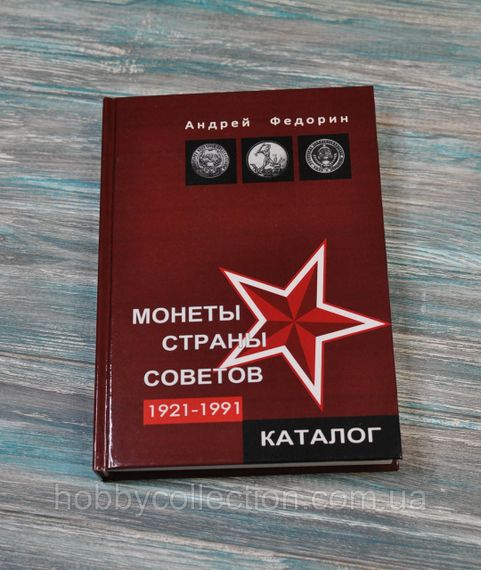 Андрей Федорин
МОНЕТЫ
СТРАНЫ
СОВЕТОВ
1921-1991
КАТАЛОГ
hobbycollection.com.ua